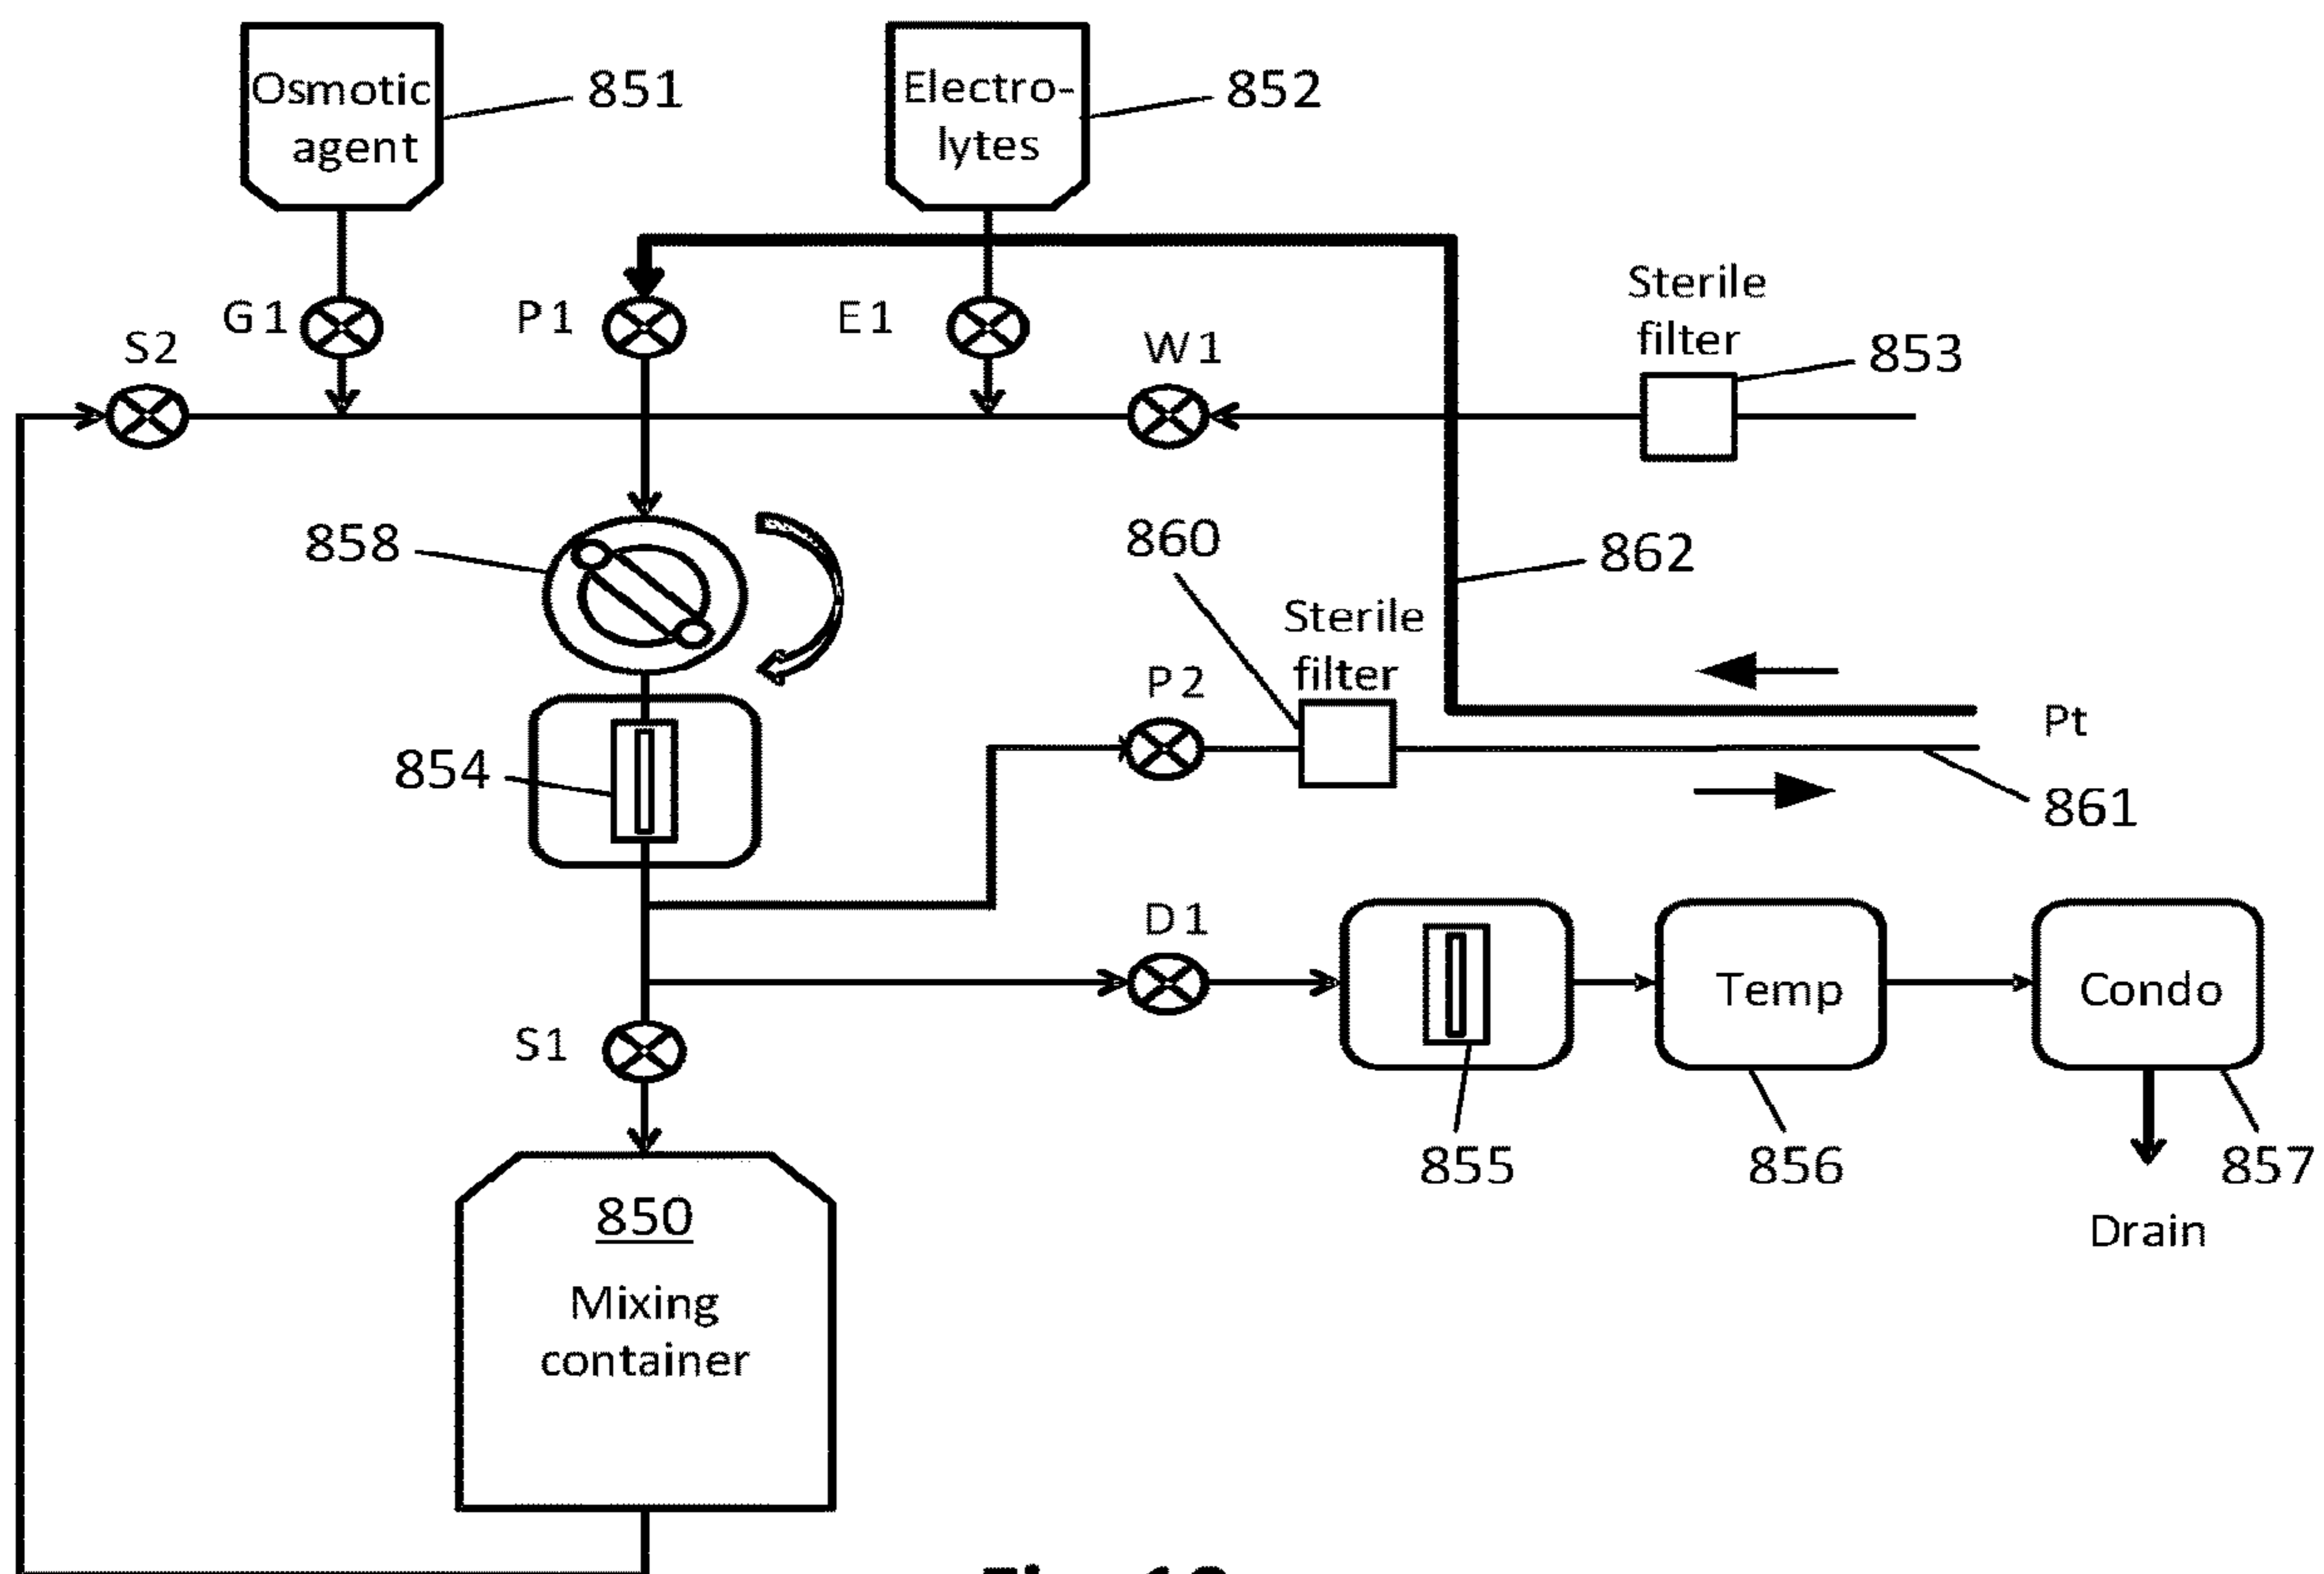 Osmotic
agent
851
Electro-
lytes
852
G1
P1
E1
S2
W1
Sterile
filter
853
858
860
862
Sterile
filter
P2
Pt
854
861
D1
Temp
Condo
S1
855
856
857
850
Drain
Mixing
container